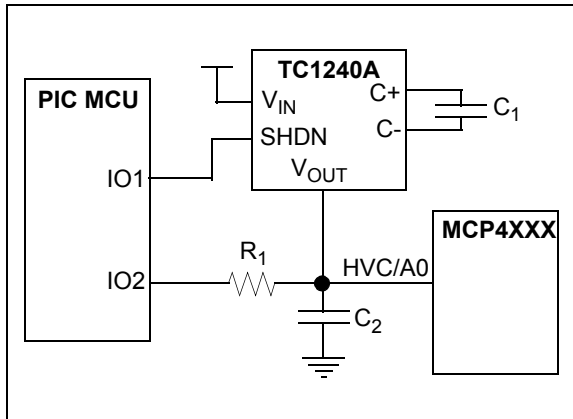 TC1240A
PIC MCU
VIN
C+
C1
C-
SHDN
VOUT
IO1
MCP4XXX
R1
HVC/A0
IO2
C2